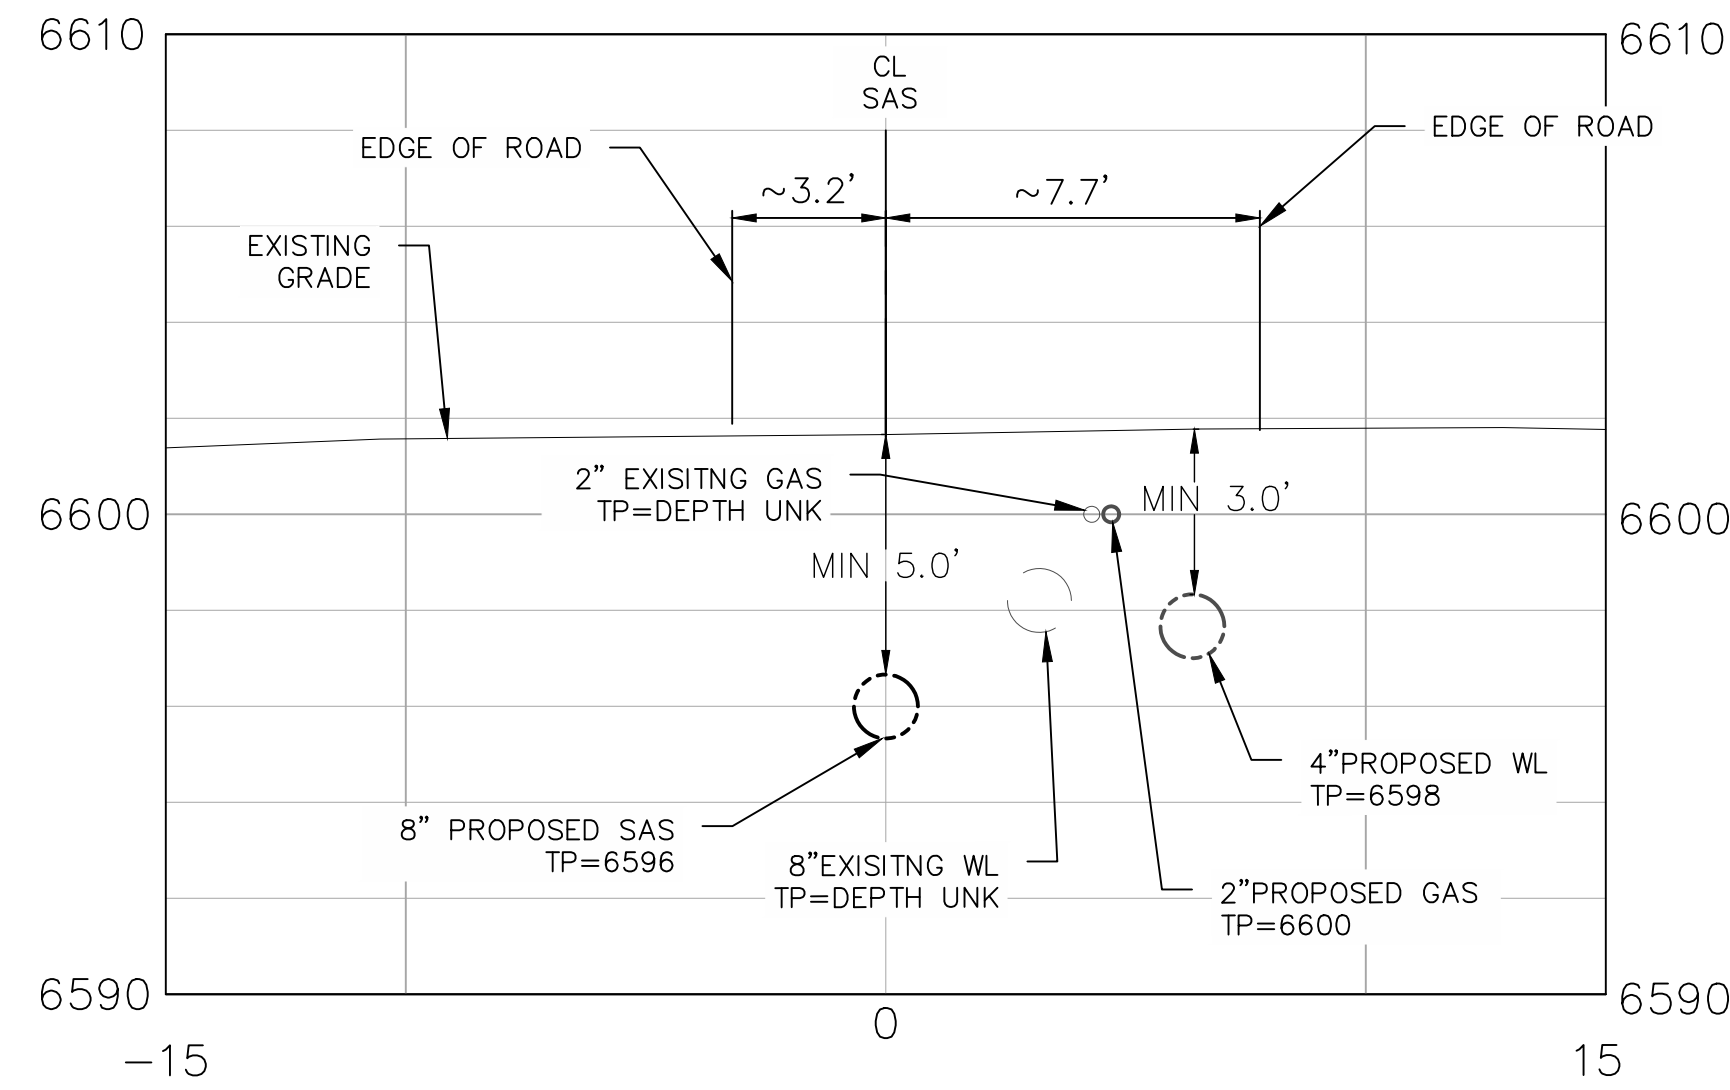 6610
6610
CL
SAS
EDGE OF ROAD
EDGE OF ROAD
~3.2’
~7.7’
EXISTING
GRADE
2” EXISITNG GAS
TP=DEPTH UNK
MIN 3.0’
6600
6600
MIN 5.0’
4”PROPOSED WL
TP=6598
8” PROPOSED SAS
TP=6596
8”EXISITNG WL
TP=DEPTH UNK
2”PROPOSED GAS
TP=6600
6590
6590
0
-15
15